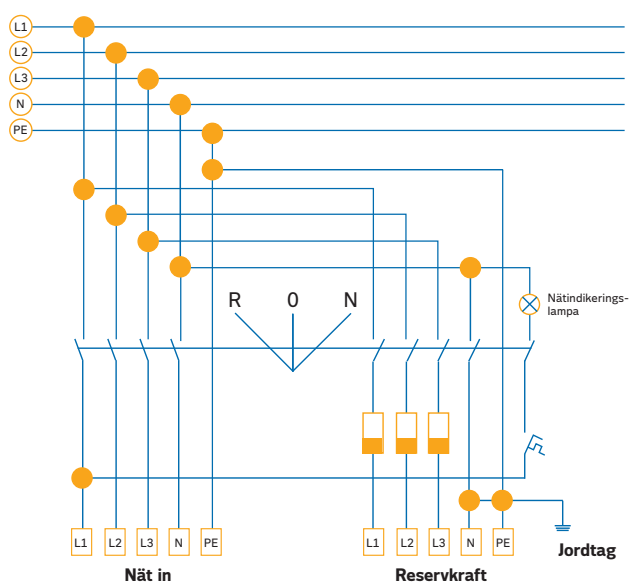 L1
L2
L3
N
PE
R 0 N
Nätindikerings-
lampa
L1 L2 L3 N PE L1 L2 L3 N PE
Jordtag
Nät in Reservkraft